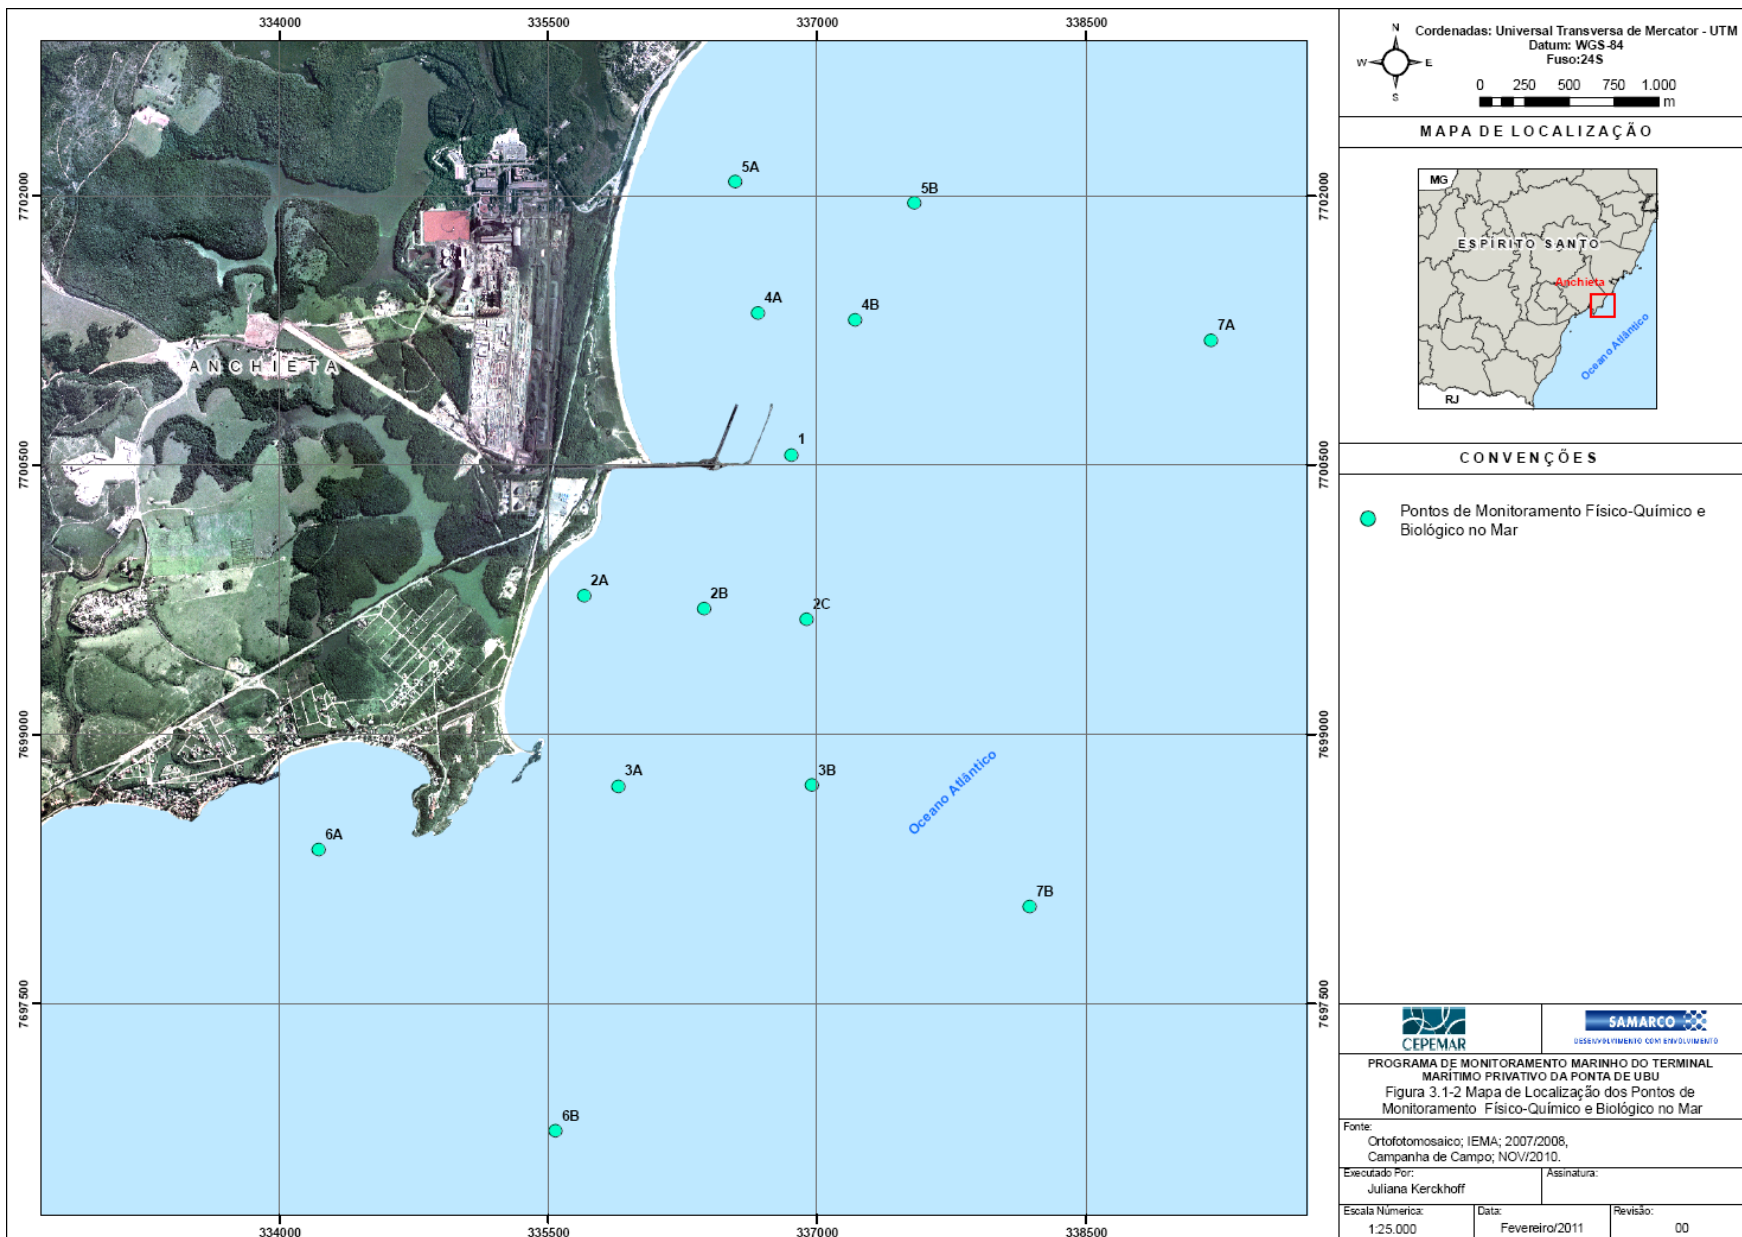 334000
335500
337000
338500
7702000
7700500
7699000
7697500
7702000
7700500
7699000
7697500
334000
335500
337000
338500
5A
5B
4A
4B
7A
1
2A
2B
2C
3A
3B
6A
7B
6B
ANCHIETA
Oceano Atlântico
N
W
E
S
Cordenadas: Universal Transversa de Mercator - UTM
Datum: WGS-84
Fuso:24S
0 250 500 750 1.000
m
MAPA DE LOCALIZAÇÃO
MG
ESPÍRITO SANTO
Anchieta
Oceano Atlântico
RJ
CONVENÇÕES
Pontos de Monitoramento Físico-Químico e
Biológico no Mar
CEPEMAR
SAMARCO
DESENVOLVIMENTO COM ENVOLVIMENTO
PROGRAMA DE MONITORAMENTO MARINHO DO TERMINAL
MARÍTIMO PRIVATIVO DA PONTA DE UBU
Figura 3.1-2 Mapa de Localização dos Pontos de
Monitoramento Físico-Químico e Biológico no Mar
Fonte:
Ortofotomosaico; IEMA; 2007/2008,
Campanha de Campo; NOV/2010.
Executado Por:
Juliana Kerckhoff
Assinatura:
Escala Númerica:
1:25.000
Data:
Fevereiro/2011
Revisão:
00